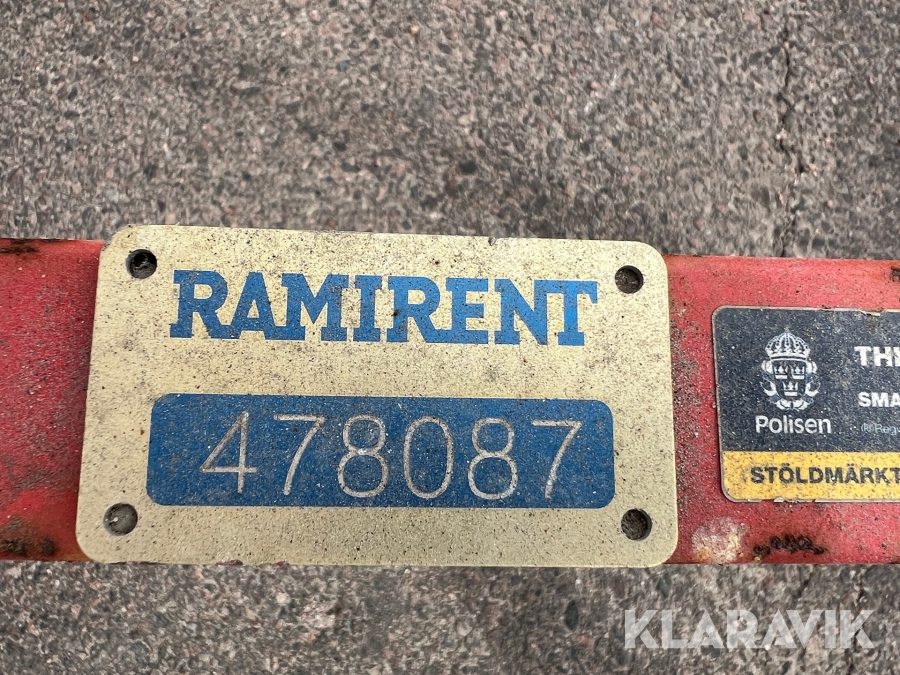 RAMIRENT
478087
Polisen
STÖLDMÄRKT
KLARAVIK